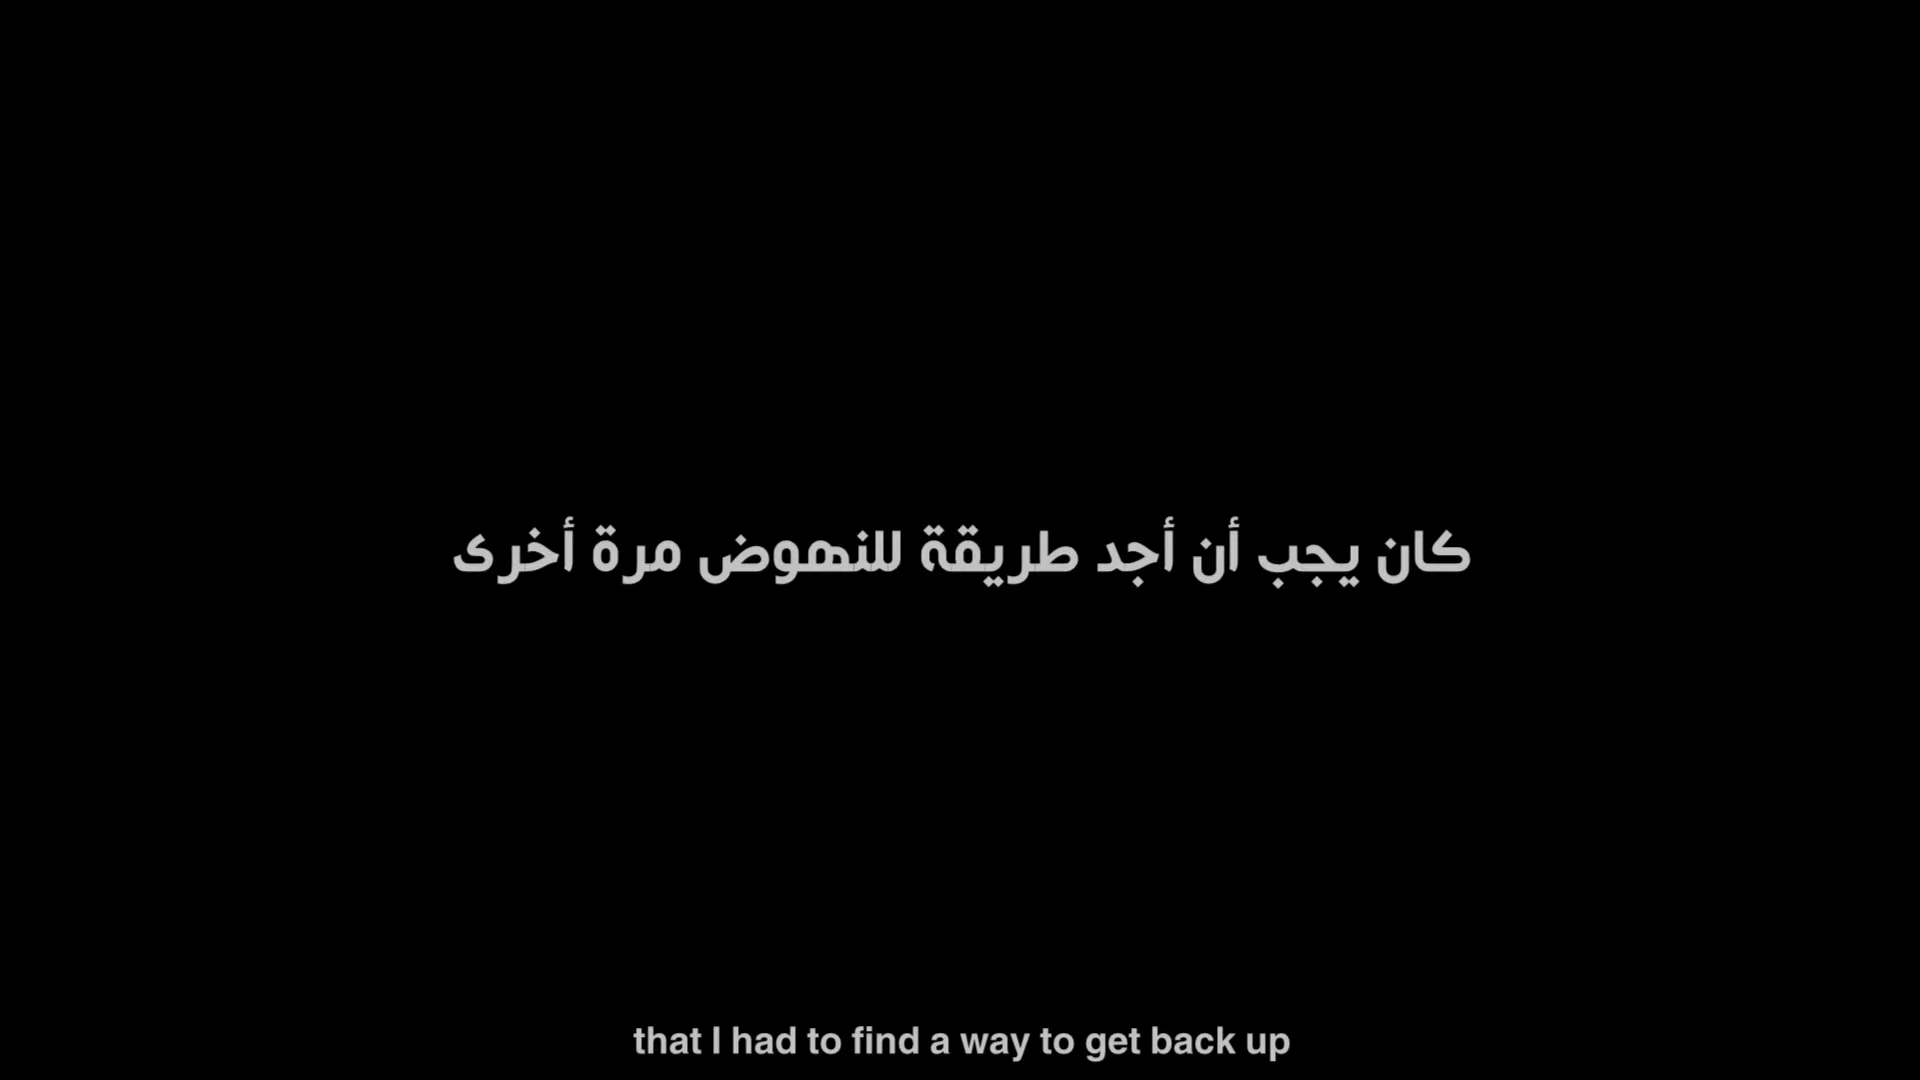 كان يجب أن أجد طريقة للنهوض مرة أخرى
that I had to find a way to get back up